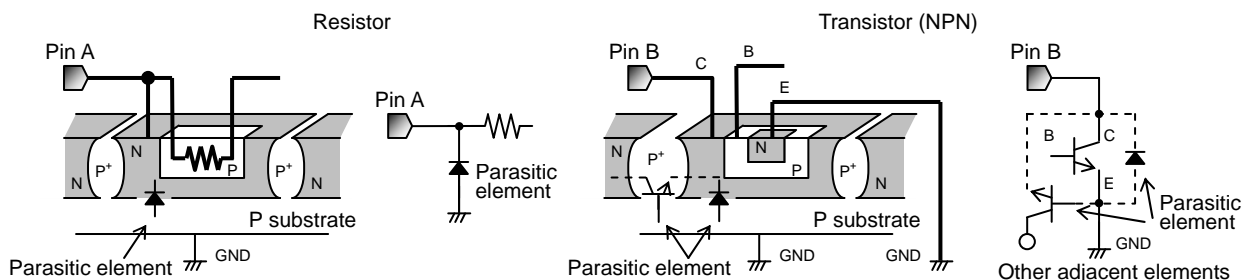 Resistor
Transistor (NPN)
Pin A
N
P+
N
P
P+
N
P substrate
GND
Parasitic element
Pin A
Parasitic
element
Pin B
C
B
E
N
P+
N
P
P+
N
P substrate
GND
GND
Parasitic element
Pin B
B
C
E
Parasitic
element
GND
Other adjacent elements